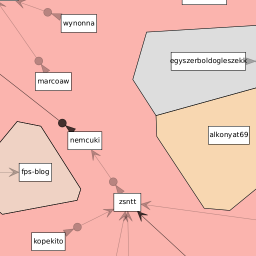 wynonna
egyszerboldogleszekk
marcoaw
alkonyat69
nemcuki
fps-blog
zsntt
kopekito